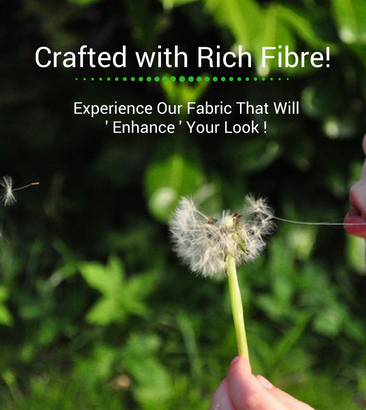 Crafted with Rich Fibre!
Experience Our Fabric That Will
' Enhance ' Your Look !